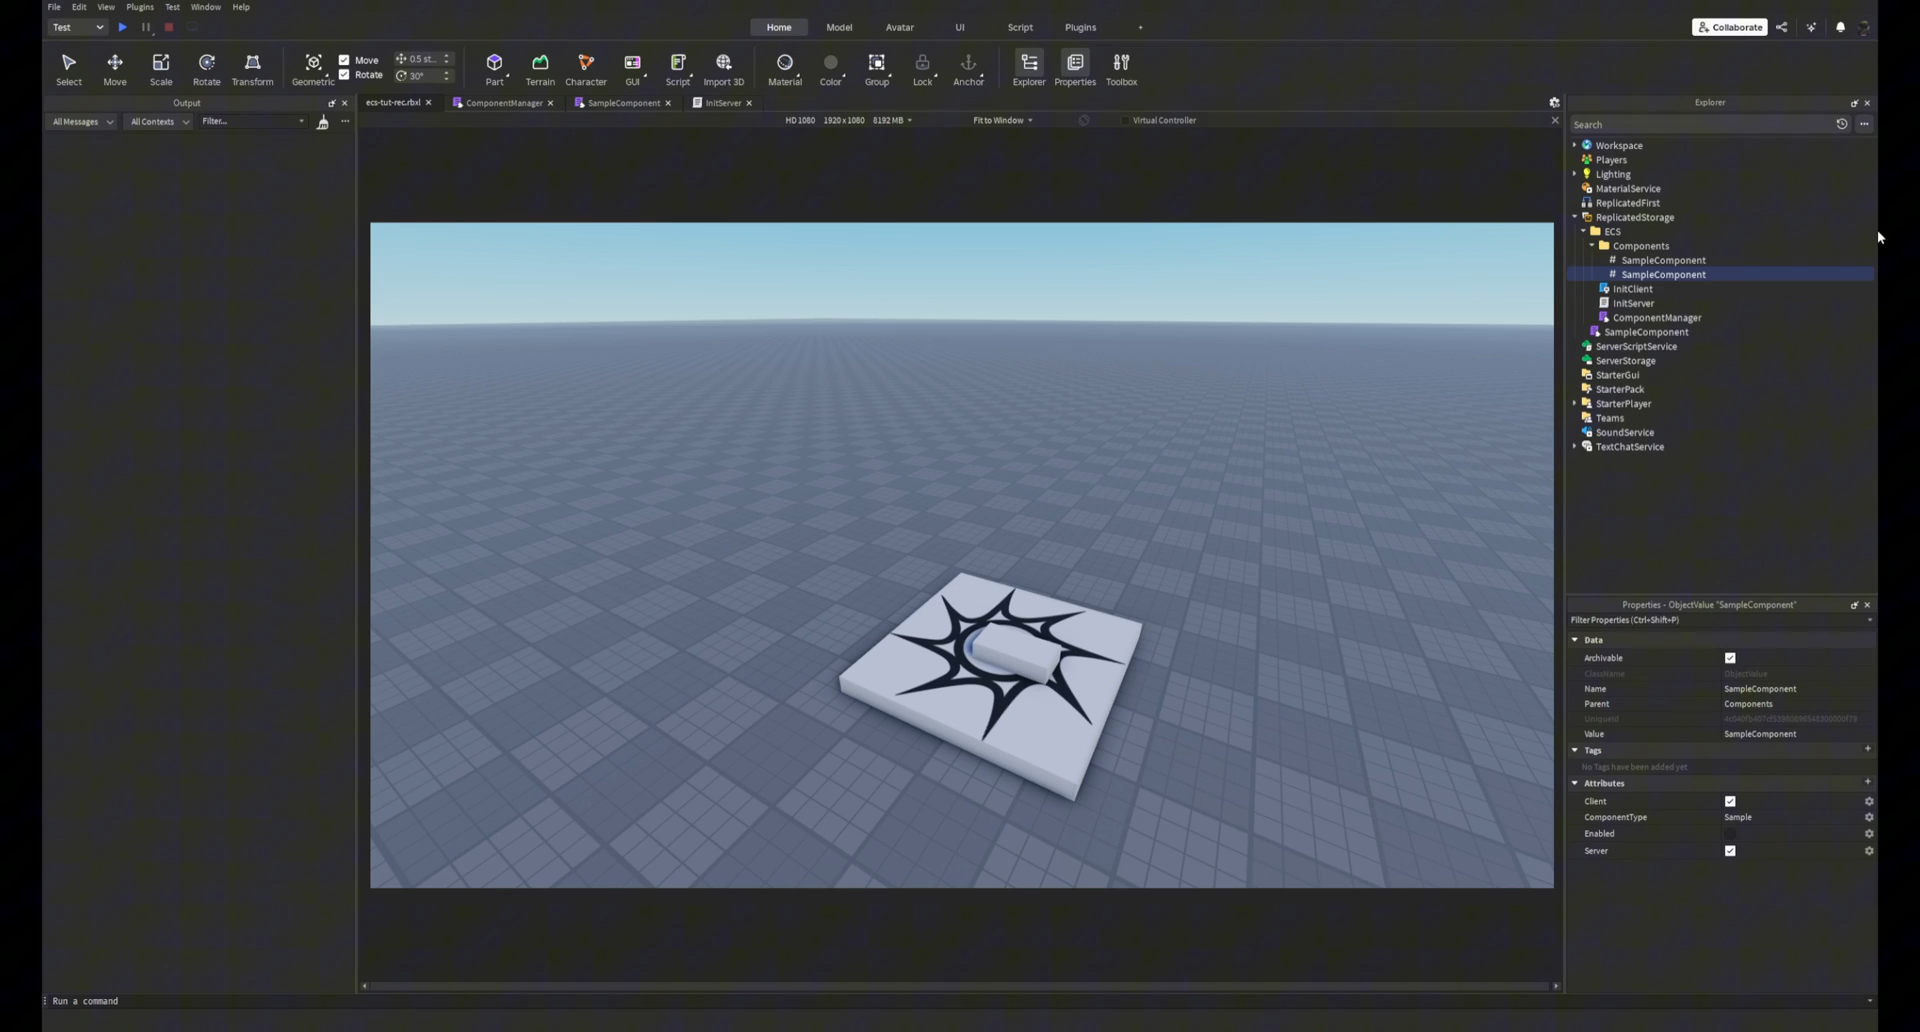 File Edit View Plugins Test Window Help
Test Home Model Avatar UI Script Plugins + Collaborate
Select Move Scale Rotate Transform Geometric Move 0.5 st... Rotate 30° Part Terrain Character GUI Script Import 3D Material Color Group Lock Anchor Explorer Properties Toolbox
Output
All Messages All Contexts Filter...
ecs-tut-rec.rbxl ComponentManager SampleComponent InitServer
HD 1080 1920 x 1080 8192 MB Fit to Window Virtual Controller
Explorer
Search
Workspace
Players
Lighting
MaterialService
ReplicatedFirst
ReplicatedStorage
ECS
Components
# SampleComponent
# SampleComponent
InitClient
InitServer
ComponentManager
SampleComponent
ServerScriptService
ServerStorage
StarterGui
StarterPack
StarterPlayer
Teams
SoundService
TextChatService
Properties - ObjectValue "SampleComponent"
Filter Properties (Ctrl+Shift+P)
Data
Archivable
ClassName ObjectValue
Name SampleComponent
Parent Components
UniqueId
Value SampleComponent
Tags
No Tags have been added yet
Attributes
Client
ComponentType Sample
Enabled
Server
Run a command